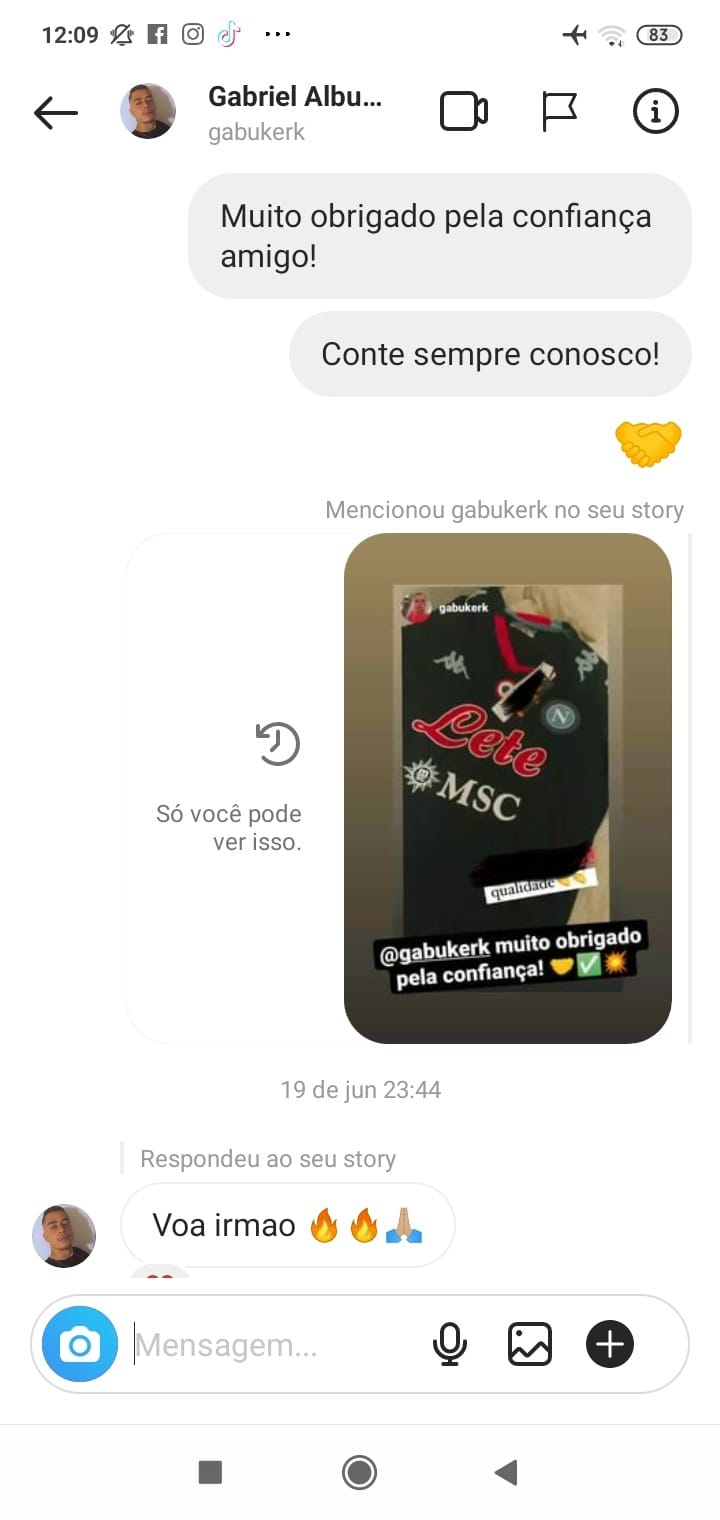 12:09
83
Gabriel Albu...
gabukerk
Muito obrigado pela confiança
amigo!
Conte sempre conosco!
Mencionou gabukerk no seu story
gabukerk
N
Lete
MSC
Só você pode
ver isso.
qualidade
@gabukerk muito obrigado
pela confiança!
19 de jun 23:44
Respondeu ao seu story
Voa irmao
Mensagem...